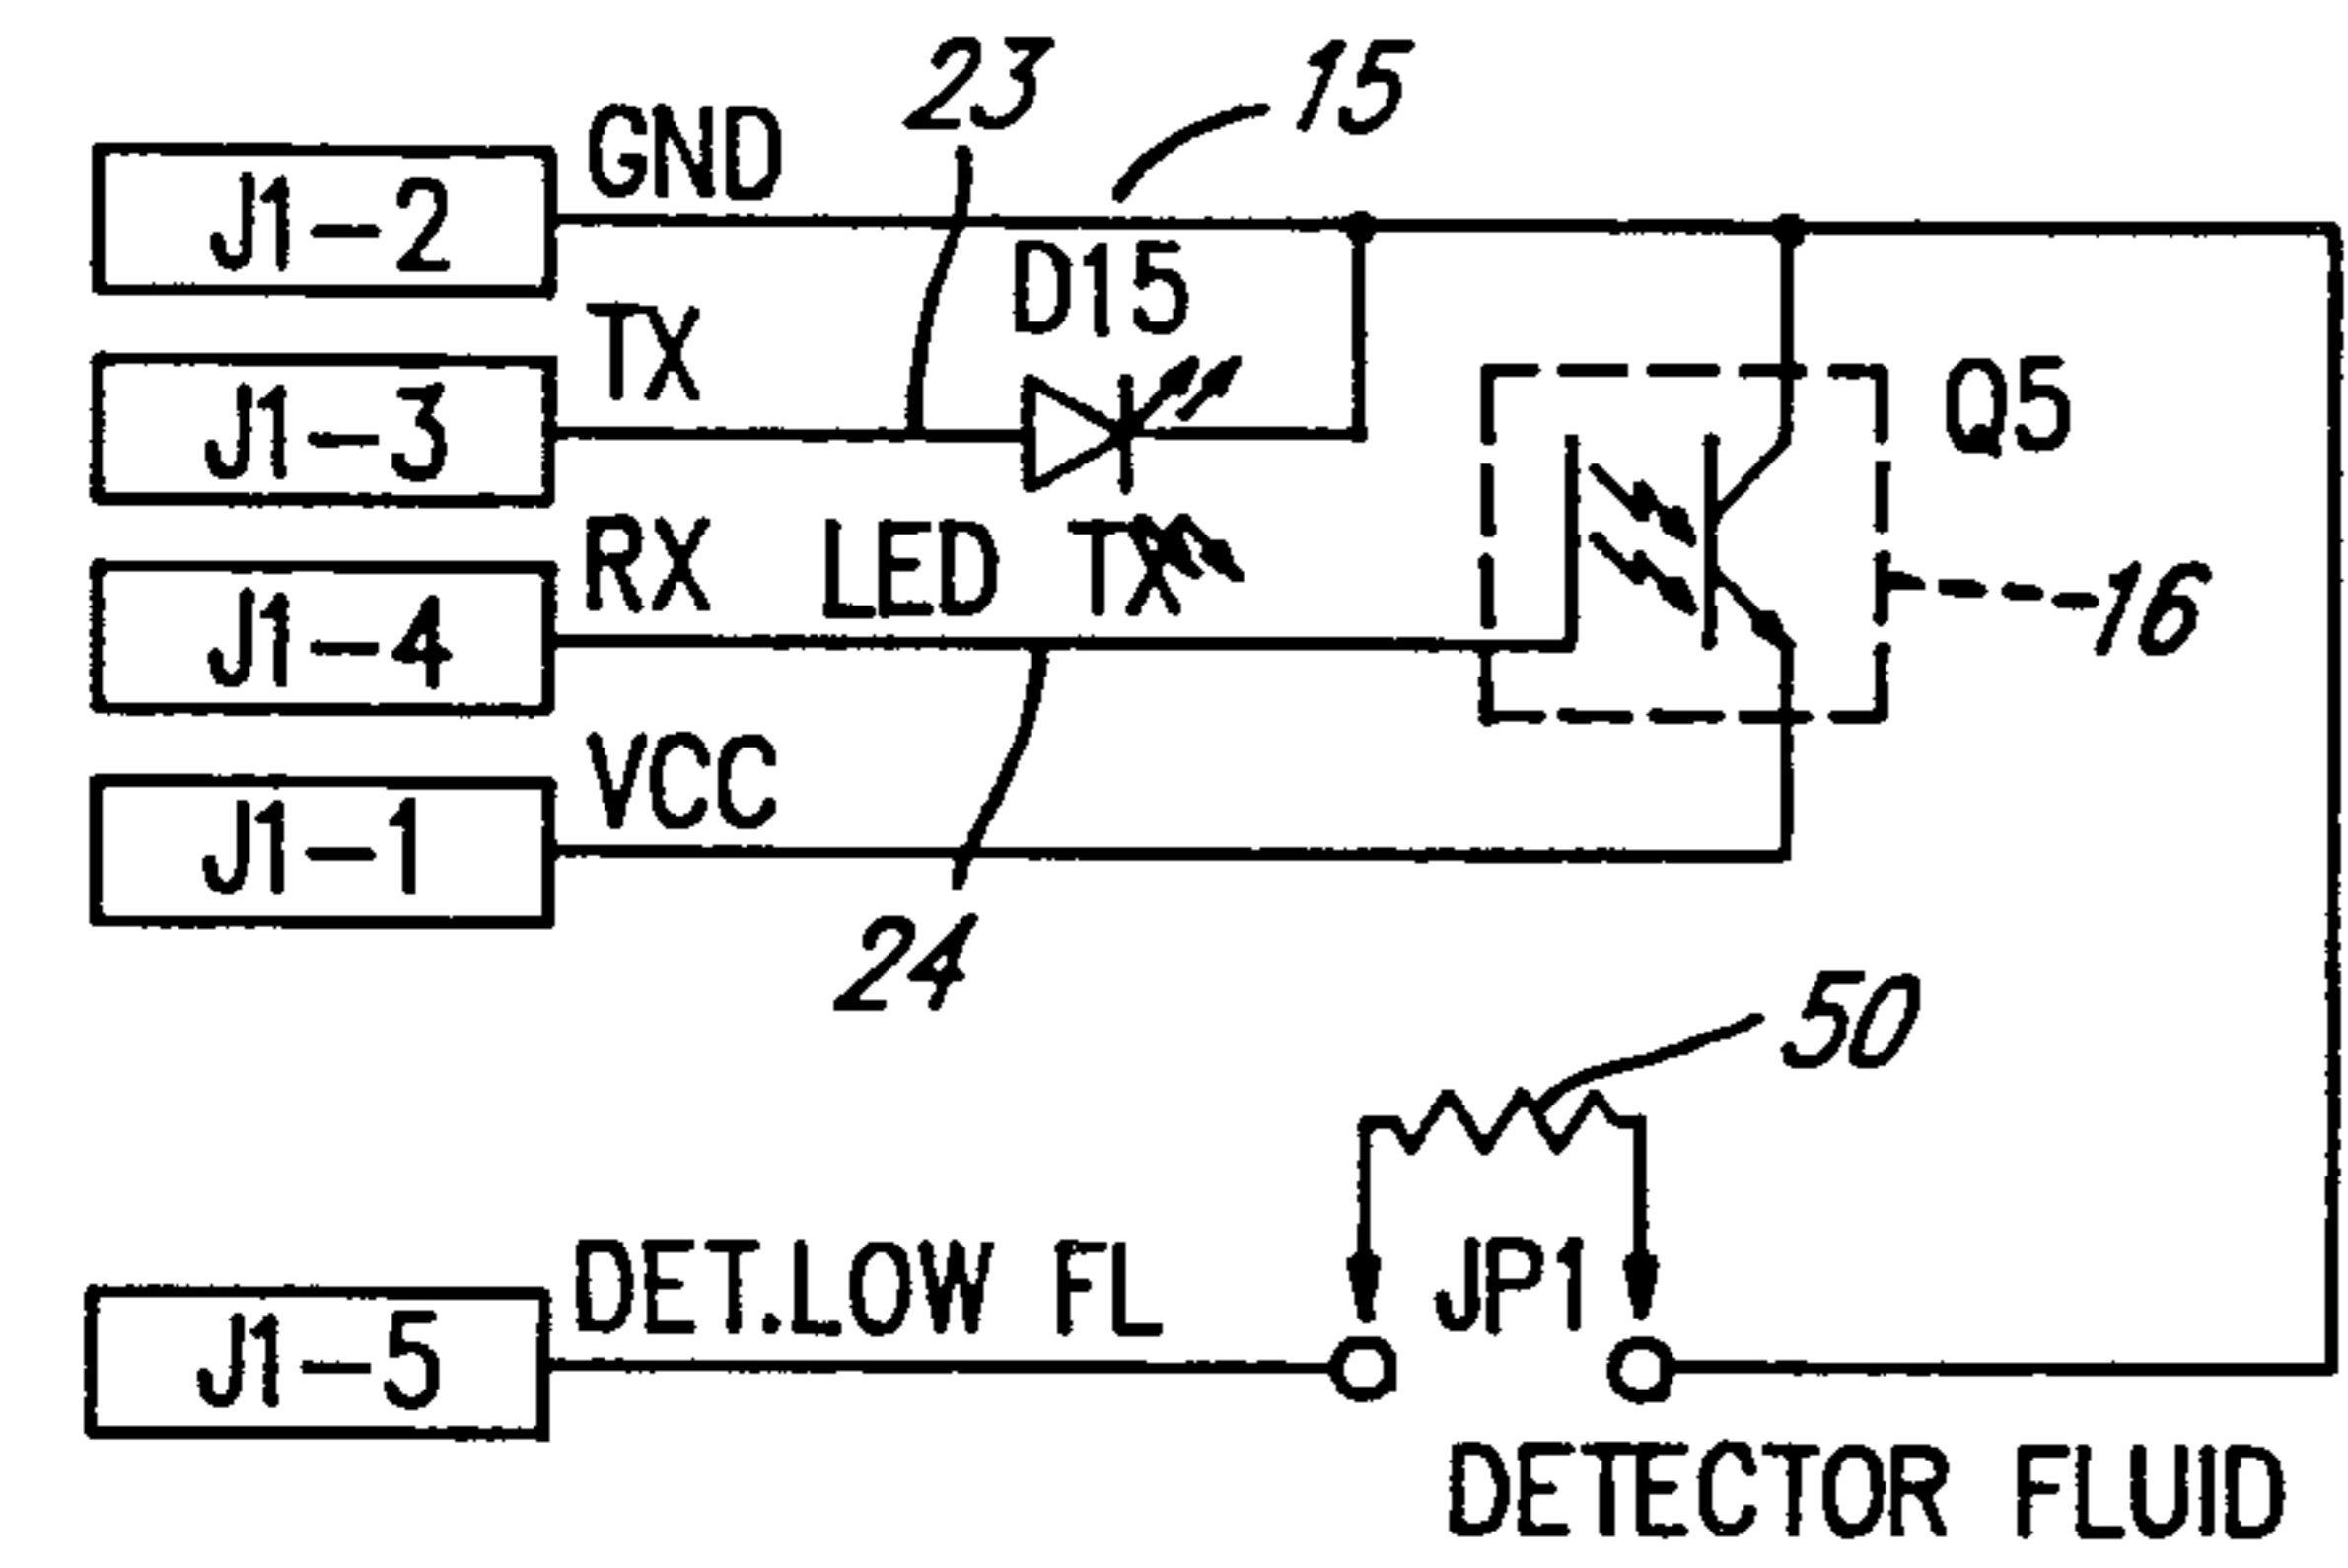 23 15
GND
J1-2
D15
TX
J1-3
Q5
RX LED TX
J1-4
16
VCC
J1-1
24
50
DET.LOW FL JP1
J1-5
DETECTOR FLUID